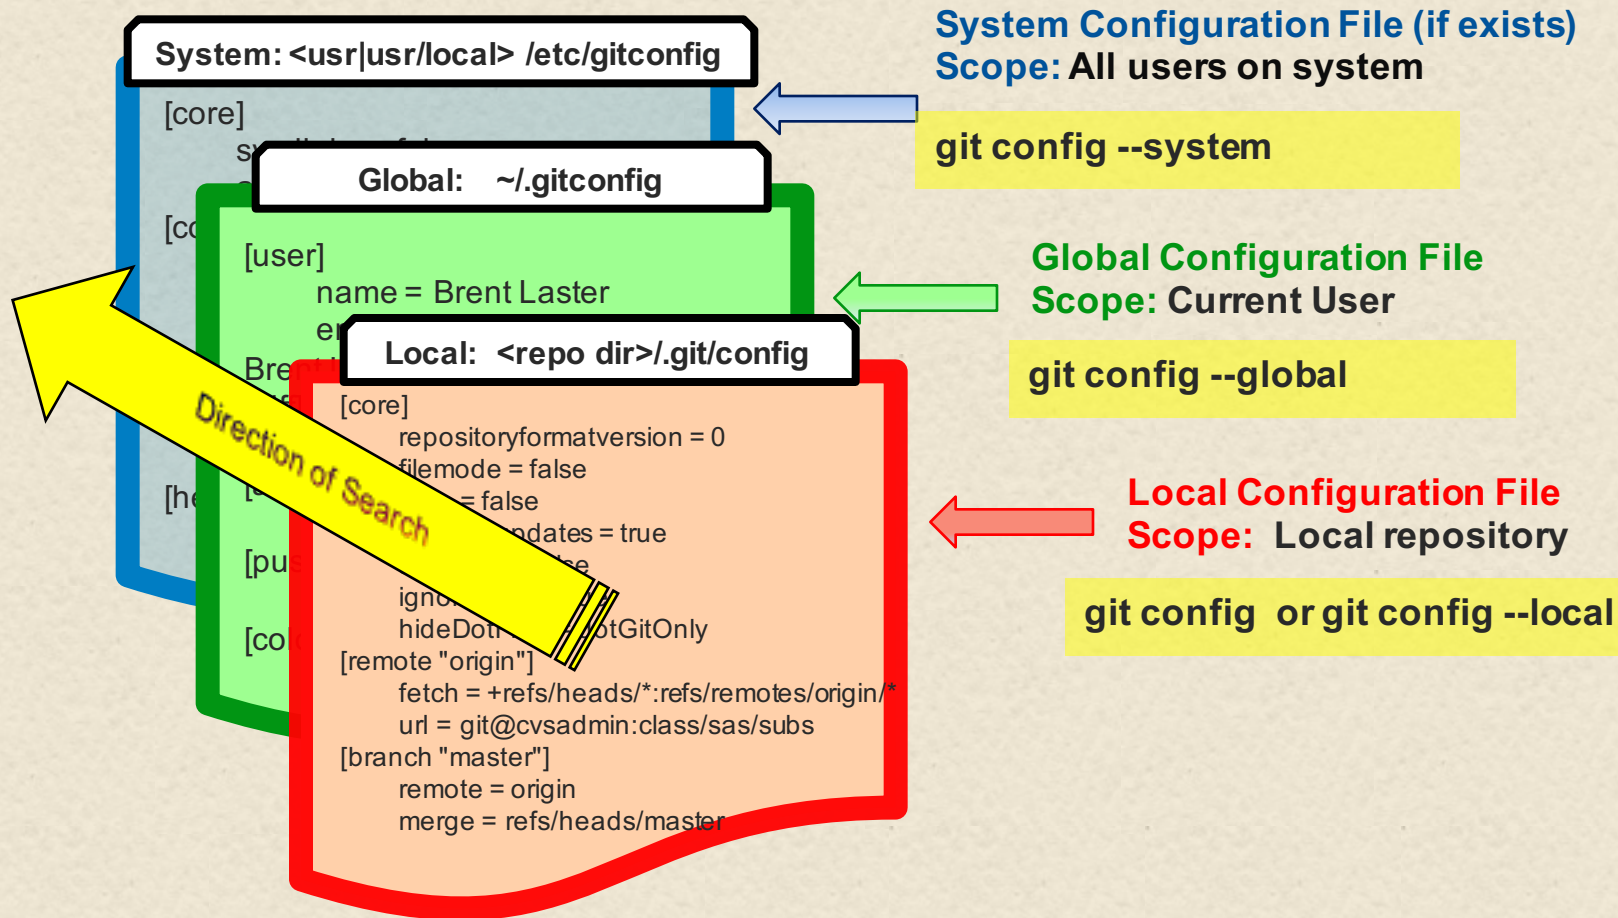 System: <usr|usr/local> /etc/gitconfig
[core]
Global: ~/.gitconfig
[user]
name = Brent Laster
Local: <repo dir>/.git/config
[core]
repositoryformatversion = 0
filemode = false
= false
= true
hideDot
otGitOnly
[remote "origin"]
fetch = +refs/heads/*:refs/remotes/origin/*
url = git@cvsadmin:class/sas/subs
[branch "master"]
remote = origin
merge = refs/heads/master
Direction of Search
System Configuration File (if exists)
Scope: All users on system
git config --system
Global Configuration File
Scope: Current User
git config --global
Local Configuration File
Scope: Local repository
git config or git config --local